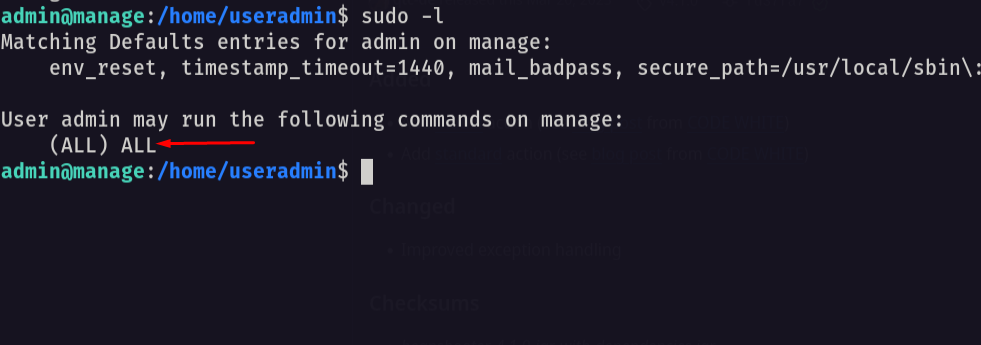 admin@manage:/home/useradmin$ sudo -l
Matching Defaults entries for admin on manage:
    env_reset, timestamp_timeout=1440, mail_badpass, secure_path=/usr/local/sbin\:
Added
User admin may run the following commands on manage:
    (ALL) ALL
admin@manage:/home/useradmin$
Changed
Improved exception handling
Checksums